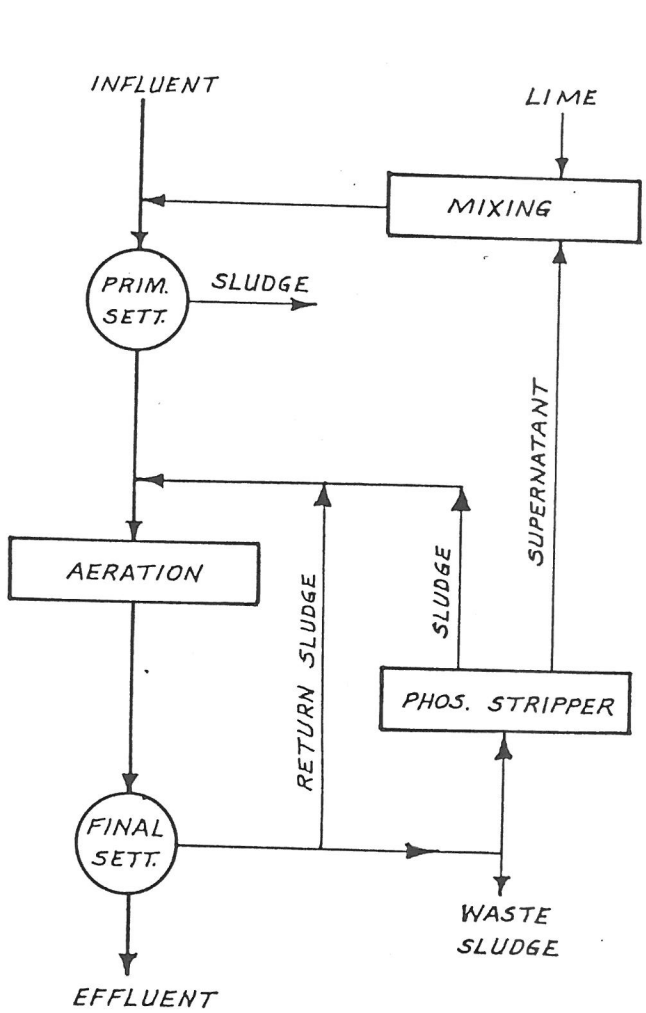 INFLUENT
LIME
MIXING
PRIM.
SETT.
SLUDGE
SUPERNATANT
AERATION
RETURN SLUDGE
SLUDGE
PHOS. STRIPPER
FINAL
SETT.
WASTE
SLUDGE
EFFLUENT